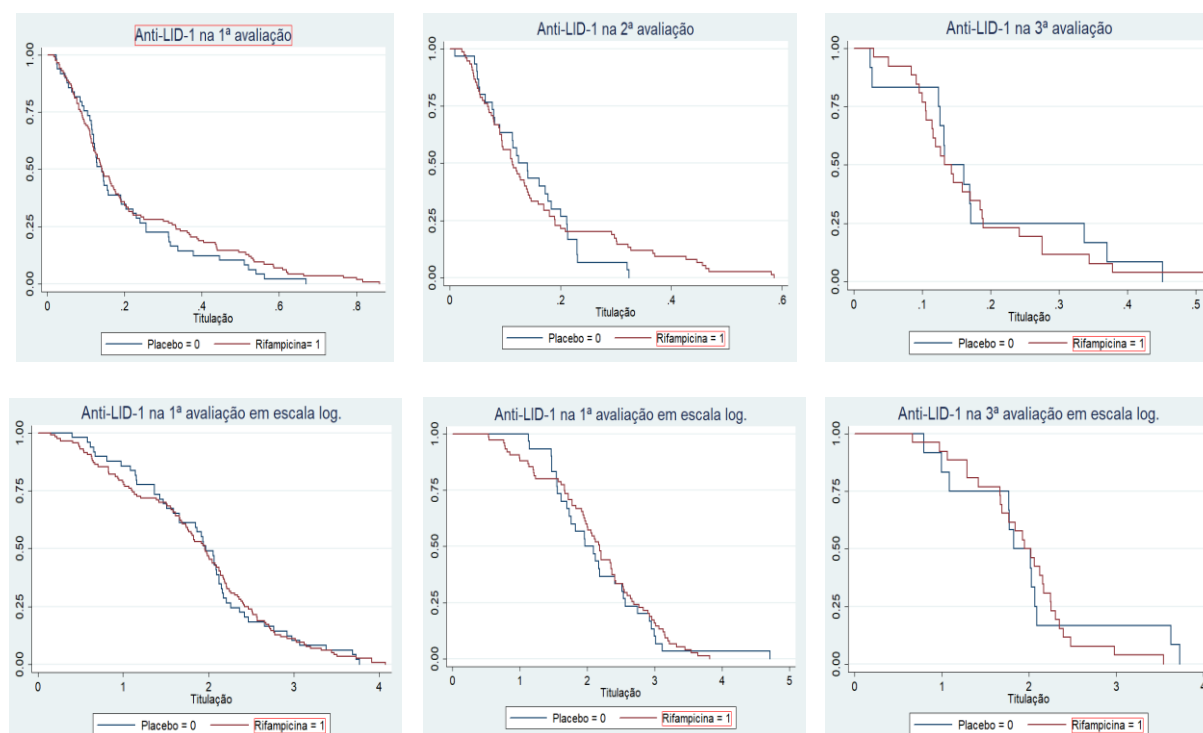 Anti-LID-1 na 1ª avaliação
1.00
0.75
0.50
0.25
0.00
0 .2 .4 .6 .8
Titulação
Placebo = 0 Rifampicina= 1
Anti-LID-1 na 2ª avaliação
1.00
0.75
0.50
0.25
0.00
0 .2 .4 .6
Titulação
Placebo = 0 Rifampicina = 1
Anti-LID-1 na 3ª avaliação
1.00
0.75
0.50
0.25
0.00
0 .1 .2 .3 .4 .5
Titulação
Placebo = 0 Rifampicina = 1
Anti-LID-1 na 1ª avaliação em escala log.
1.00
0.75
0.50
0.25
0.00
0 1 2 3 4
Titulação
Placebo = 0 Rifampicina = 1
Anti-LID-1 na 1ª avaliação em escala log.
1.00
0.75
0.50
0.25
0.00
0 1 2 3 4 5
Titulação
Placebo = 0 Rifampicina = 1
Anti-LID-1 na 3ª avaliação em escala log.
1.00
0.75
0.50
0.25
0.00
0 1 2 3 4
Titulação
Placebo = 0 Rifampicina = 1